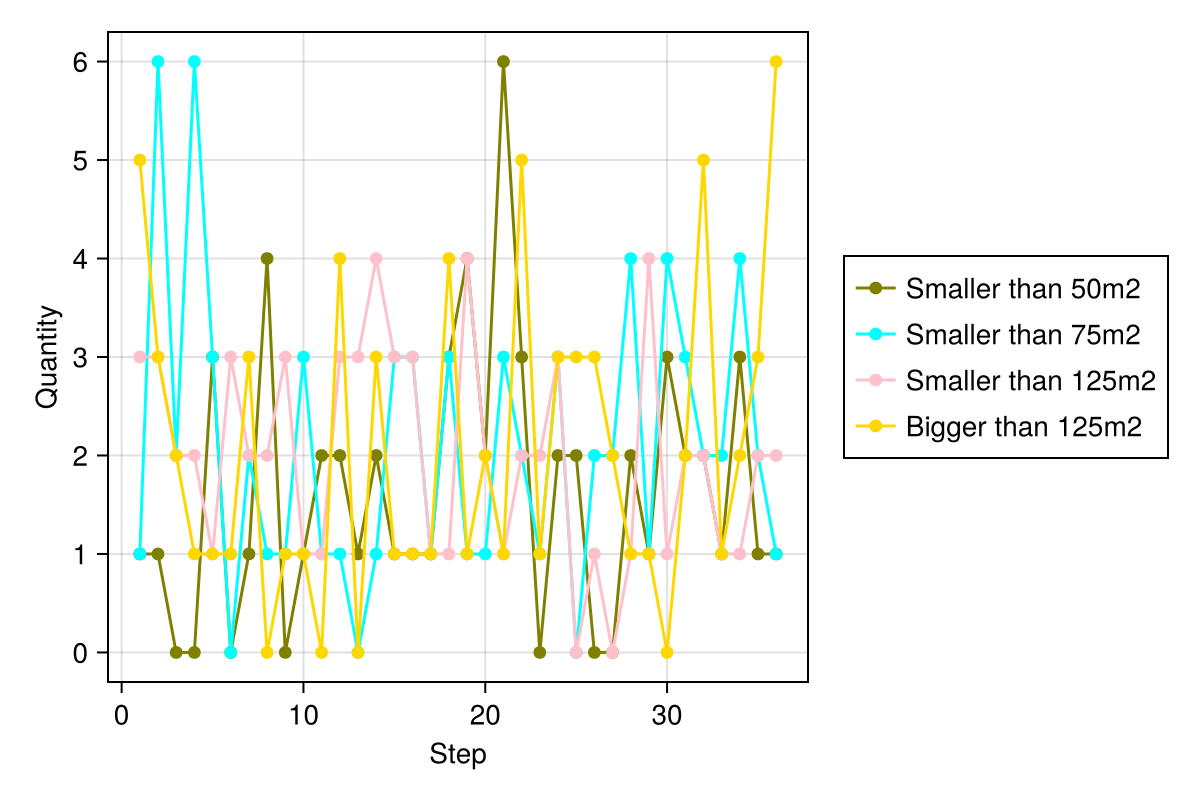 6
5
4
3
2
1
0
Quantity
0 10 20 30
Step
Smaller than 50m2
Smaller than 75m2
Smaller than 125m2
Bigger than 125m2